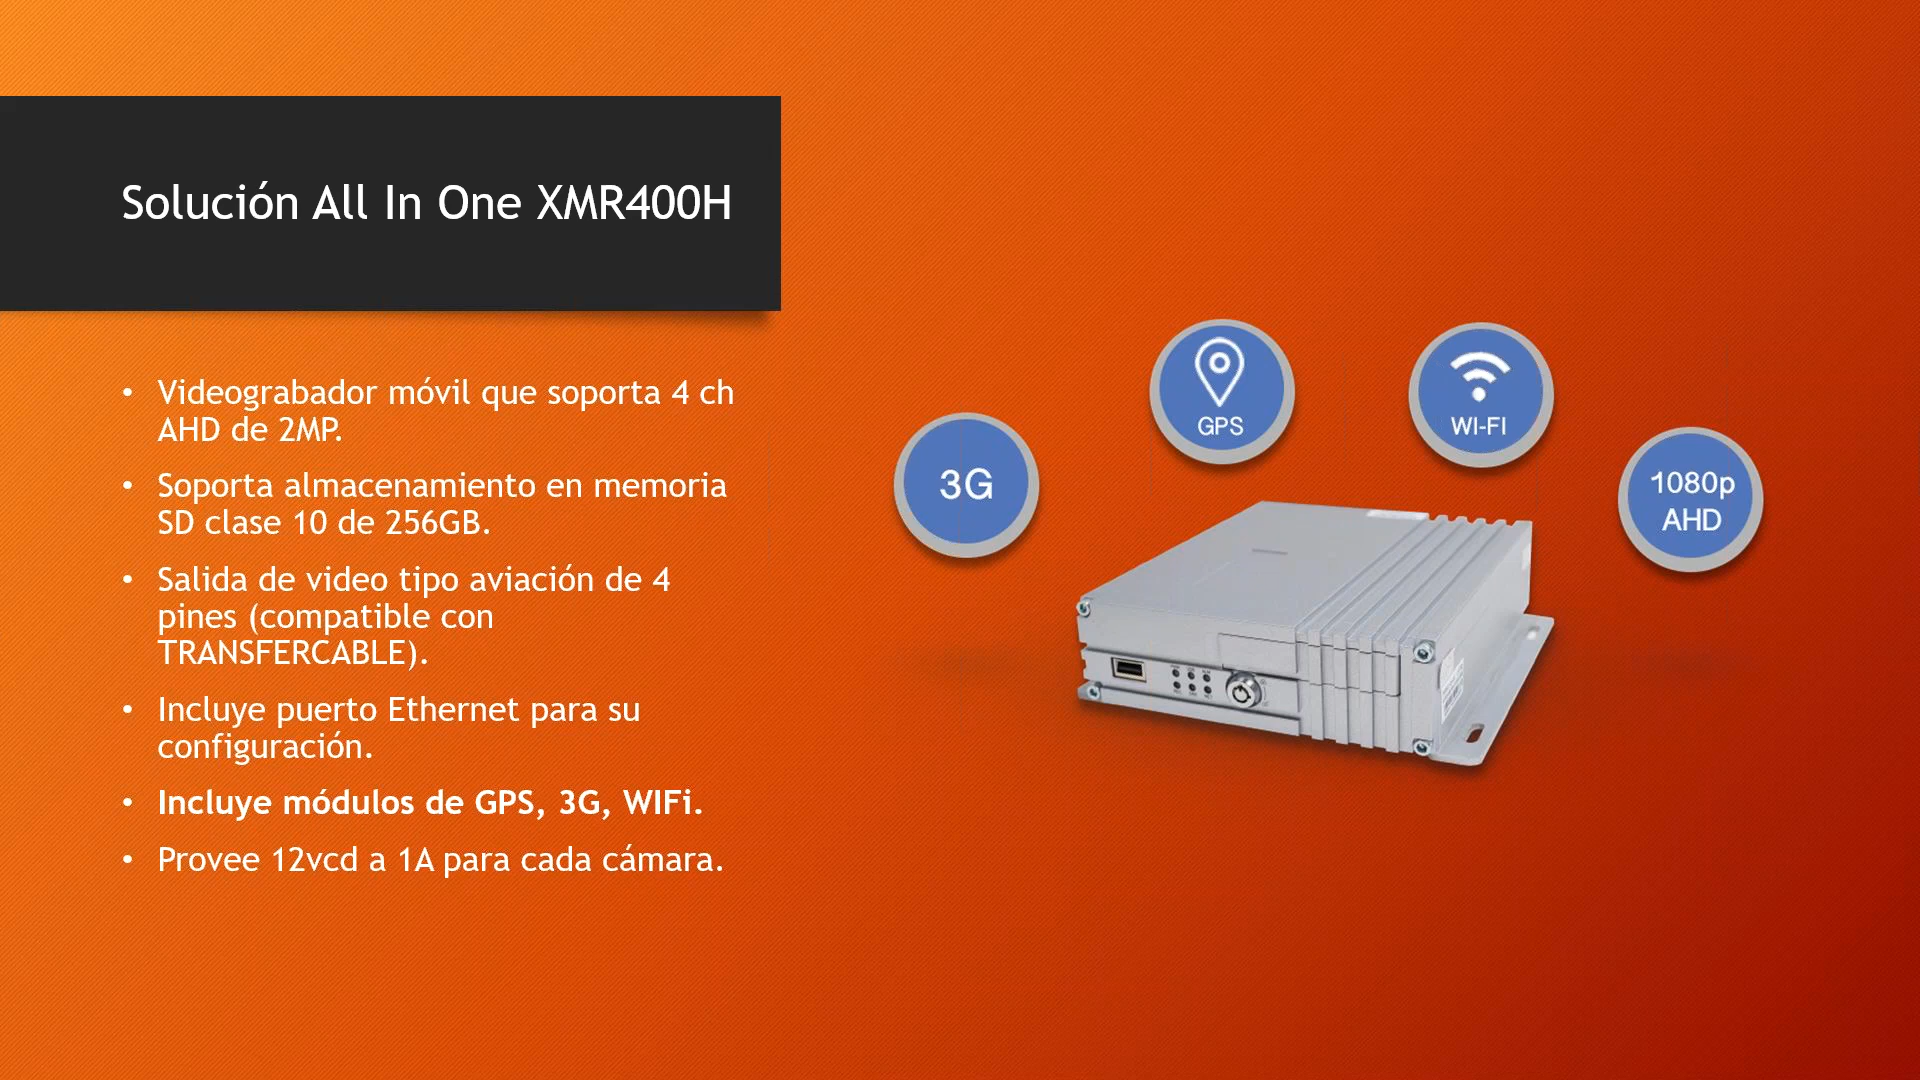 Solución All In One XMR400H
• Videograbador móvil que soporta 4 ch
AHD de 2MP.
• Soporta almacenamiento en memoria
SD clase 10 de 256GB.
• Salida de video tipo aviación de 4
pines (compatible con
TRANSFERCABLE).
• Incluye puerto Ethernet para su
configuración.
• Incluye módulos de GPS, 3G, WIFi.
• Provee 12vcd a 1A para cada cámara.
3G
GPS
WI-FI
1080p
AHD